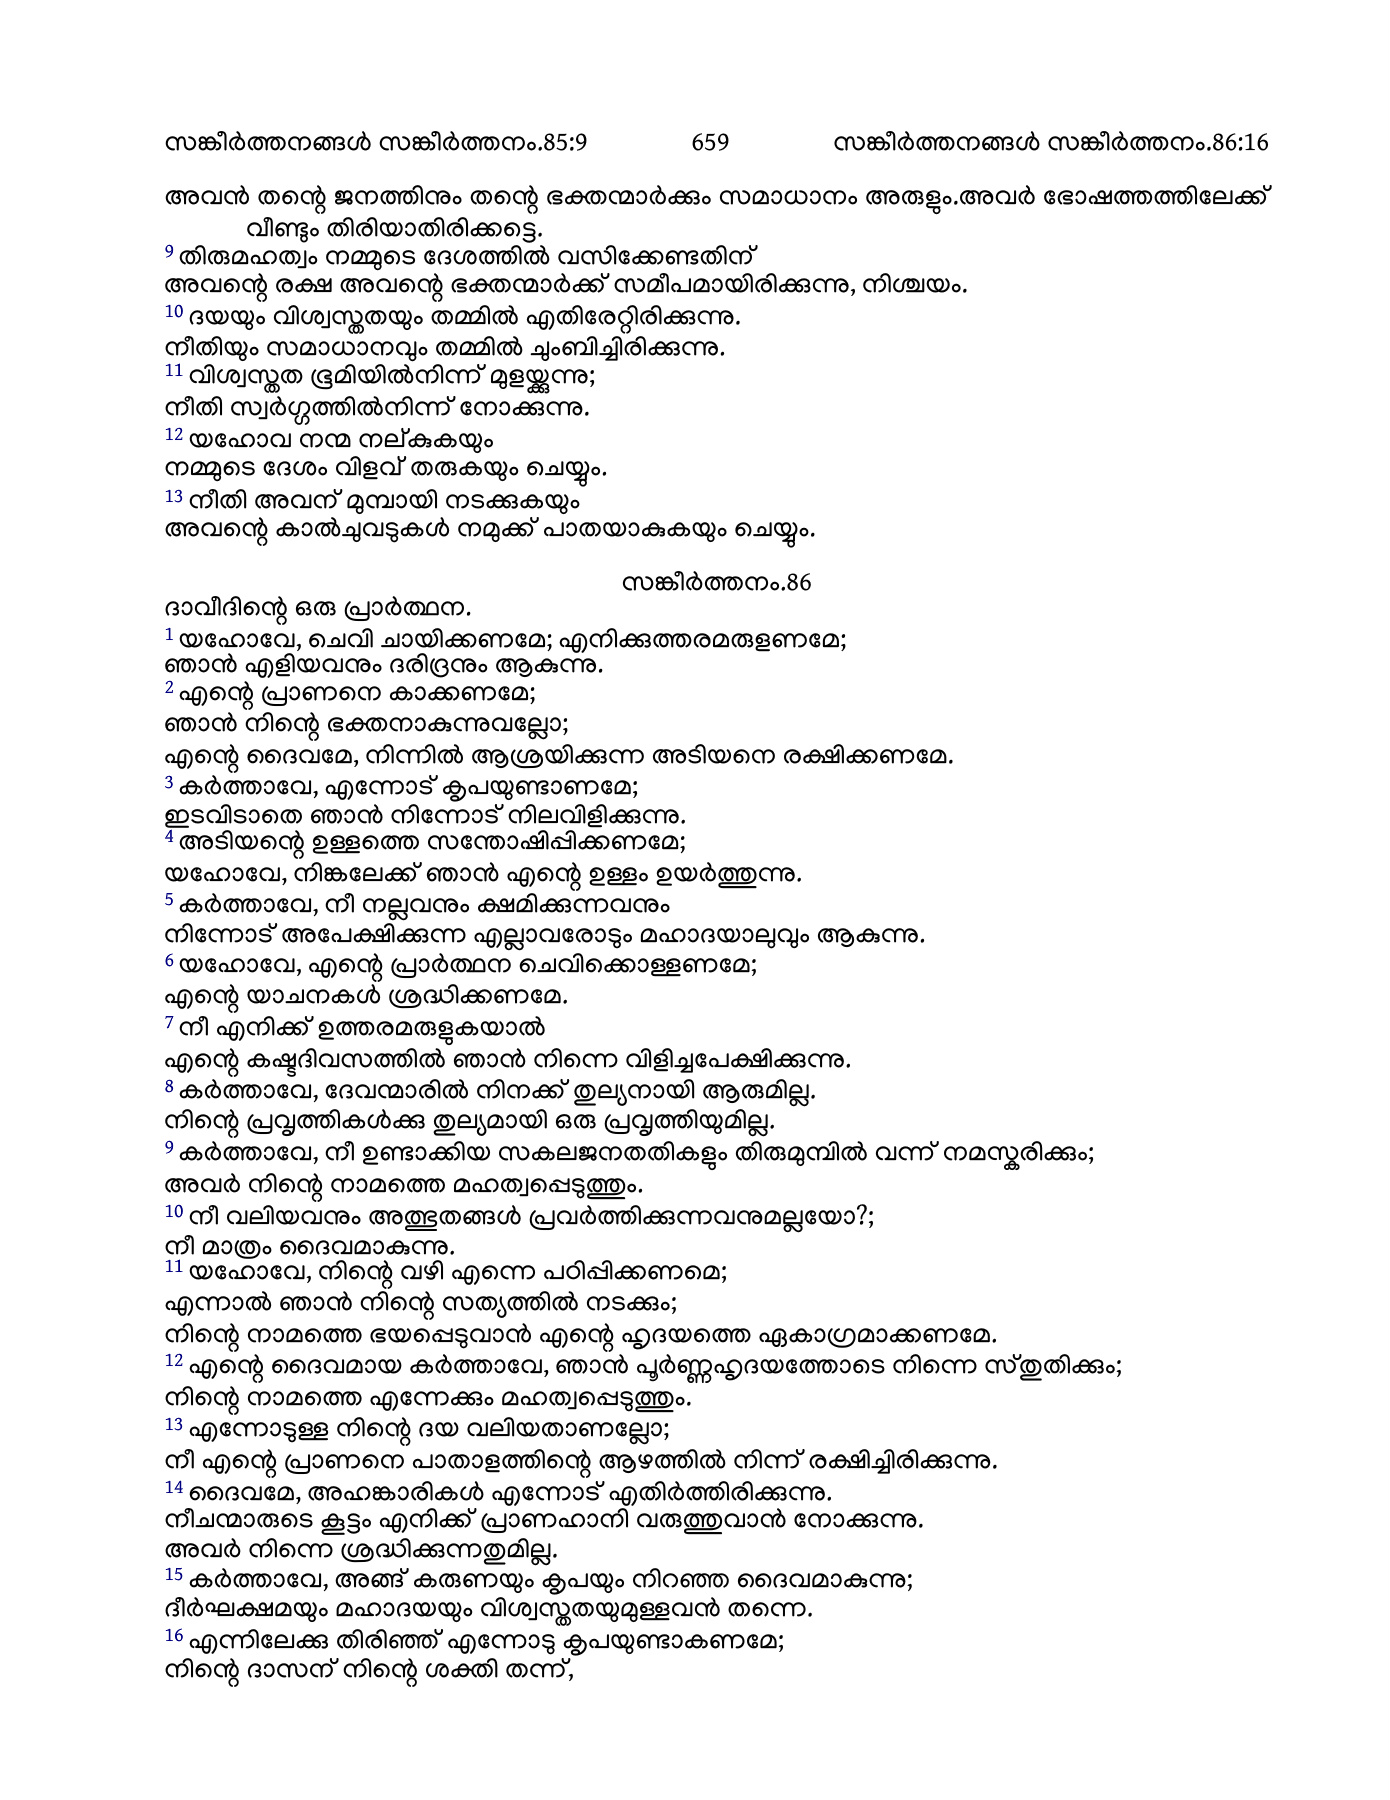 സങ്കീർത്തനങ്ങൾ സങ്കീർത്തനം.85:9 659 സങ്കീർത്തനങ്ങൾ സങ്കീർത്തനം.86:16
അവൻ തന്റെ ജനത്തിനും തന്റെ ഭക്തന്മാർക്കും സമാധാനം അരുളും.അവർ ഭോഷത്തത്തിലേക്ക്
വീണ്ടും തിരിയാതിരിക്കട്ടെ.
9 തിരുമഹത്വം നമ്മുടെ ദേശത്തിൽ വസിക്കേണ്ടതിന്
അവന്റെ രക്ഷ അവന്റെ ഭക്തന്മാർക്ക് സമീപമായിരിക്കുന്നു, നിശ്ചയം.
10 ദയയും വിശ്വസ്തതയും തമ്മിൽ എതിരേറ്റിരിക്കുന്നു.
നീതിയും സമാധാനവും തമ്മിൽ ചുംബിച്ചിരിക്കുന്നു.
11 വിശ്വസ്തത ഭൂമിയിൽനിന്ന് മുളയ്ക്കുന്നു;
നീതി സ്വർഗ്ഗത്തിൽനിന്ന് നോക്കുന്നു.
12 യഹോവ നന്മ നല്കുകയും
നമ്മുടെ ദേശം വിളവ് തരുകയും ചെയ്യും.
13 നീതി അവന് മുമ്പായി നടക്കുകയും
അവന്റെ കാൽചുവടുകൾ നമുക്ക് പാതയാകുകയും ചെയ്യും.
സങ്കീർത്തനം.86
ദാവീദിന്റെ ഒരു പ്രാർത്ഥന.
1 യഹോവേ, ചെവി ചായിക്കണമേ; എനിക്കുത്തരമരുളണമേ;
ഞാൻ എളിയവനും ദരിദ്രനും ആകുന്നു.
2 എന്റെ പ്രാണനെ കാക്കണമേ;
ഞാൻ നിന്റെ ഭക്തനാകുന്നുവല്ലോ;
എന്റെ ദൈവമേ, നിന്നിൽ ആശ്രയിക്കുന്ന അടിയനെ രക്ഷിക്കണമേ.
3 കർത്താവേ, എന്നോട് കൃപയുണ്ടാണമേ;
ഇടവിടാതെ ഞാൻ നിന്നോട് നിലവിളിക്കുന്നു.
4 അടിയന്റെ ഉള്ളത്തെ സന്തോഷിപ്പിക്കണമേ;
യഹോവേ, നിങ്കലേക്ക് ഞാൻ എന്റെ ഉള്ളം ഉയർത്തുന്നു.
5 കർത്താവേ, നീ നല്ലവനും ക്ഷമിക്കുന്നവനും
നിന്നോട് അപേക്ഷിക്കുന്ന എല്ലാവരോടും മഹാദയാലുവും ആകുന്നു.
6 യഹോവേ, എന്റെ പ്രാർത്ഥന ചെവിക്കൊള്ളണമേ;
എന്റെ യാചനകൾ ശ്രദ്ധിക്കണമേ.
7 നീ എനിക്ക് ഉത്തരമരുളുകയാൽ
എന്റെ കഷ്ടദിവസത്തിൽ ഞാൻ നിന്നെ വിളിച്ചപേക്ഷിക്കുന്നു.
8 കർത്താവേ, ദേവന്മാരിൽ നിനക്ക് തുല്യനായി ആരുമില്ല.
നിന്റെ പ്രവൃത്തികൾക്കു തുല്യമായി ഒരു പ്രവൃത്തിയുമില്ല.
9 കർത്താവേ, നീ ഉണ്ടാക്കിയ സകലജനതതികളും തിരുമുമ്പിൽ വന്ന് നമസ്കരിക്കും;
അവർ നിന്റെ നാമത്തെ മഹത്വപ്പെടുത്തും.
10 നീ വലിയവനും അത്ഭുതങ്ങൾ പ്രവർത്തിക്കുന്നവനുമല്ലയോ?;
നീ മാത്രം ദൈവമാകുന്നു.
11 യഹോവേ, നിന്റെ വഴി എന്നെ പഠിപ്പിക്കണമെ;
എന്നാൽ ഞാൻ നിന്റെ സത്യത്തിൽ നടക്കും;
നിന്റെ നാമത്തെ ഭയപ്പെടുവാൻ എന്റെ ഹൃദയത്തെ ഏകാഗ്രമാക്കണമേ.
12 എന്റെ ദൈവമായ കർത്താവേ, ഞാൻ പൂർണ്ണഹൃദയത്തോടെ നിന്നെ സ്തുതിക്കും;
നിന്റെ നാമത്തെ എന്നേക്കും മഹത്വപ്പെടുത്തും.
13 എന്നോടുള്ള നിന്റെ ദയ വലിയതാണല്ലോ;
നീ എന്റെ പ്രാണനെ പാതാളത്തിന്റെ ആഴത്തിൽ നിന്ന് രക്ഷിച്ചിരിക്കുന്നു.
14 ദൈവമേ, അഹങ്കാരികൾ എന്നോട് എതിർത്തിരിക്കുന്നു.
നീചന്മാരുടെ കൂട്ടം എനിക്ക് പ്രാണഹാനി വരുത്തുവാൻ നോക്കുന്നു.
അവർ നിന്നെ ശ്രദ്ധിക്കുന്നതുമില്ല.
15 കർത്താവേ, അങ്ങ് കരുണയും കൃപയും നിറഞ്ഞ ദൈവമാകുന്നു;
ദീർഘക്ഷമയും മഹാദയയും വിശ്വസ്തതയുമുള്ളവൻ തന്നെ.
16 എന്നിലേക്കു തിരിഞ്ഞ് എന്നോടു കൃപയുണ്ടാകണമേ;
നിന്റെ ദാസന് നിന്റെ ശക്തി തന്ന്,